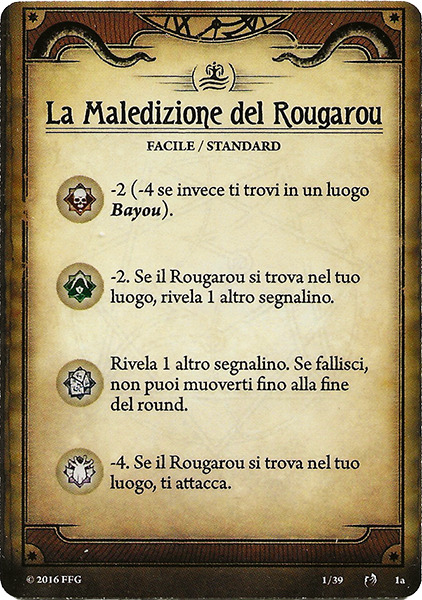 La Maledizione del Rougarou
FACILE / STANDARD
-2 (-4 se invece ti trovi in un luogo
Bayou).
-2. Se il Rougarou si trova nel tuo
luogo, rivela 1 altro segnalino.
Rivela 1 altro segnalino. Se fallisci,
non puoi muoverti fino alla fine
del round.
-4. Se il Rougarou si trova nel tuo
luogo, ti attacca.
© 2016 FFG
1/39
1a